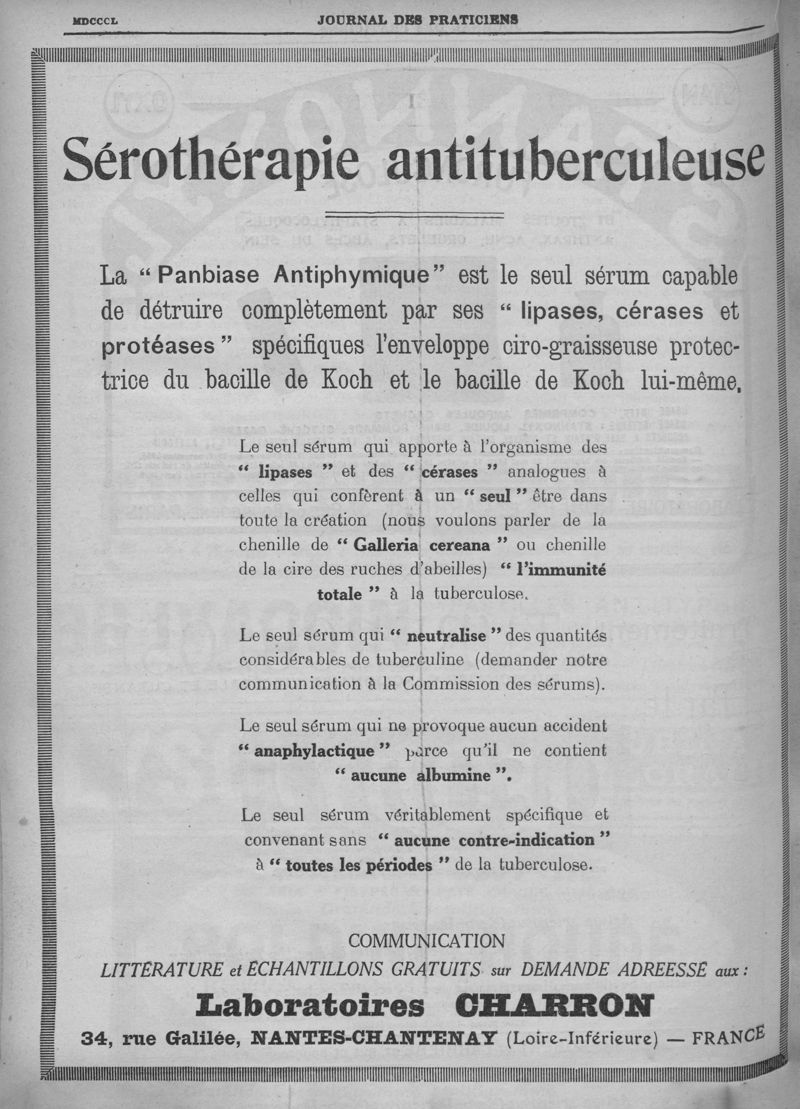 MDCCCL
JOURNAL DES PRATICIENS
Sérothérapie antituberculeuse
La “ Panbiase Antiphymique” est le seul sérum capable
de détruire complètement par ses “ lipases, cérases et
protéases ” spécifiques l’enveloppe ciro-graisseuse protec-
trice du bacille de Koch et le bacille de Koch lui-même.
Le seul sérum qui apporte à l’organisme des
“ lipases ” et des “ cérases ” analogues à
celles qui confèrent à un “ seul ” être dans
toute la création (nous voulons parler de la
chenille de “ Galleria cereana ” ou chenille
de la cire des ruches d’abeilles) “ l’immunité
totale ” à la tuberculose.
Le seul sérum qui “ neutralise ” des quantités
considérables de tuberculine (demander notre
communication à la Commission des sérums).
Le seul sérum qui ne provoque aucun accident
“ anaphylactique ” parce qu’il ne contient
“ aucune albumine ”.
Le seul sérum véritablement spécifique et
convenant sans “ aucune contre-indication ”
à “ toutes les périodes ” de la tuberculose.
COMMUNICATION
LITTÉRATURE et ÉCHANTILLONS GRATUITS sur DEMANDE ADREESSÉ aux :
Laboratoires CHARRON
34, rue Galilée, NANTES-CHANTENAY (Loire-Inférieure) — FRANCE